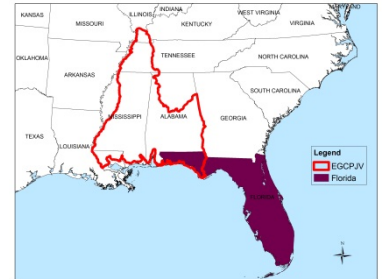 INDIANA
KANSAS
MISSOURI
ILLINOIS
WEST VIRGINIA
KENTUCKY
VIRGINIA
OKLAHOMA
TENNESSEE
NORTH CAROLINA
ARKANSAS
SOUTH CAROLINA
MISSISSIPPI
ALABAMA
GEORGIA
TEXAS
LOUISIANA
FLORIDA
Legend
EGCPJV
Florida
N